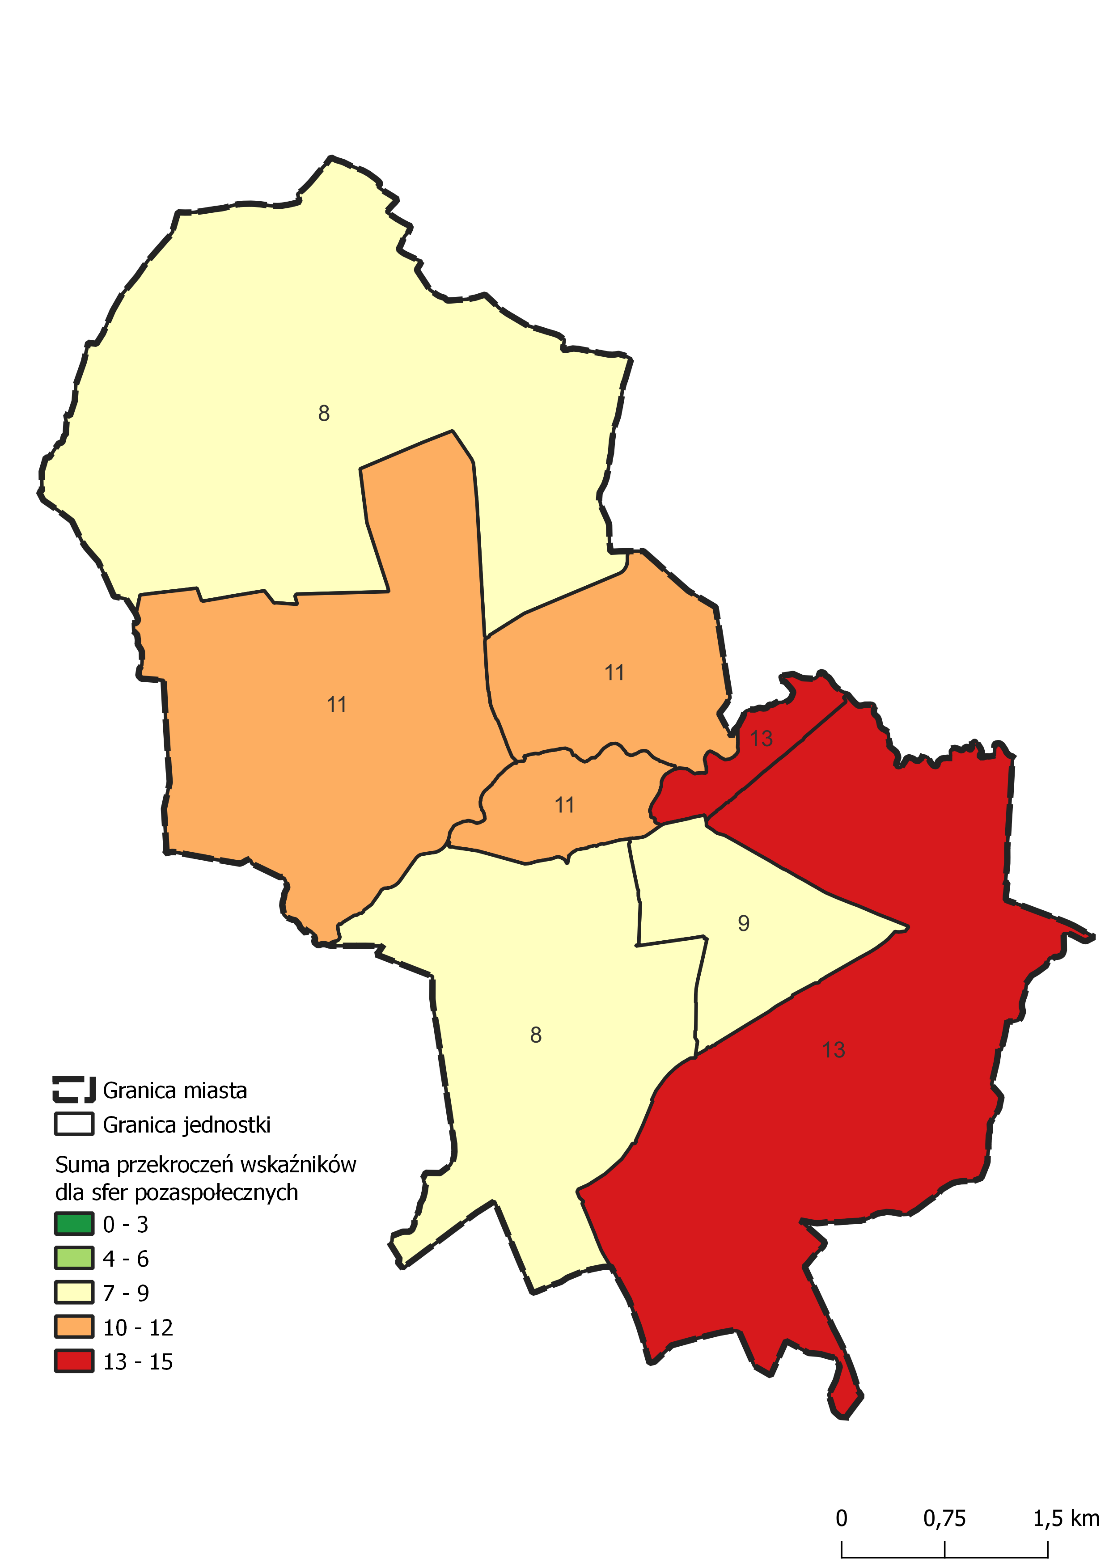 8
11
11
13
11
9
8
13
Granica miasta
Granica jednostki
Suma przekroczeń wskaźników
dla sfer pozaspołecznych
0 - 3
4 - 6
7 - 9
10 - 12
13 - 15
0 0,75 1,5 km